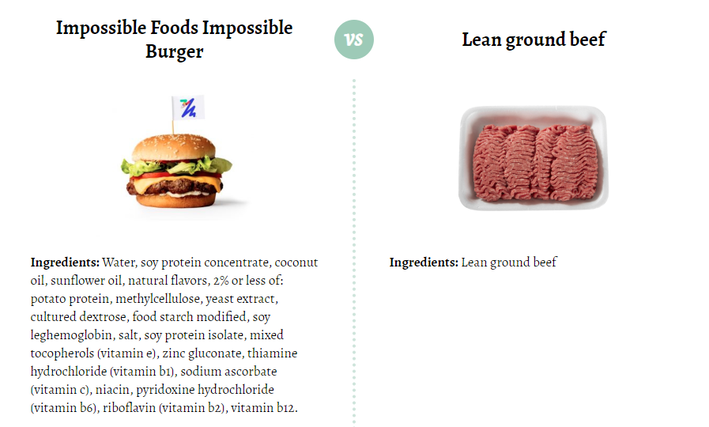 Impossible Foods Impossible
Burger
VS
Lean ground beef
Ingredients: Water, soy protein concentrate, coconut
oil, sunflower oil, natural flavors, 2% or less of:
potato protein, methylcellulose, yeast extract,
cultured dextrose, food starch modified, soy
leghemoglobin, salt, soy protein isolate, mixed
tocopherols (vitamin e), zinc gluconate, thiamine
hydrochloride (vitamin b1), sodium ascorbate
(vitamin c), niacin, pyridoxine hydrochloride
(vitamin b6), riboflavin (vitamin b2), vitamin b12.
Ingredients: Lean ground beef